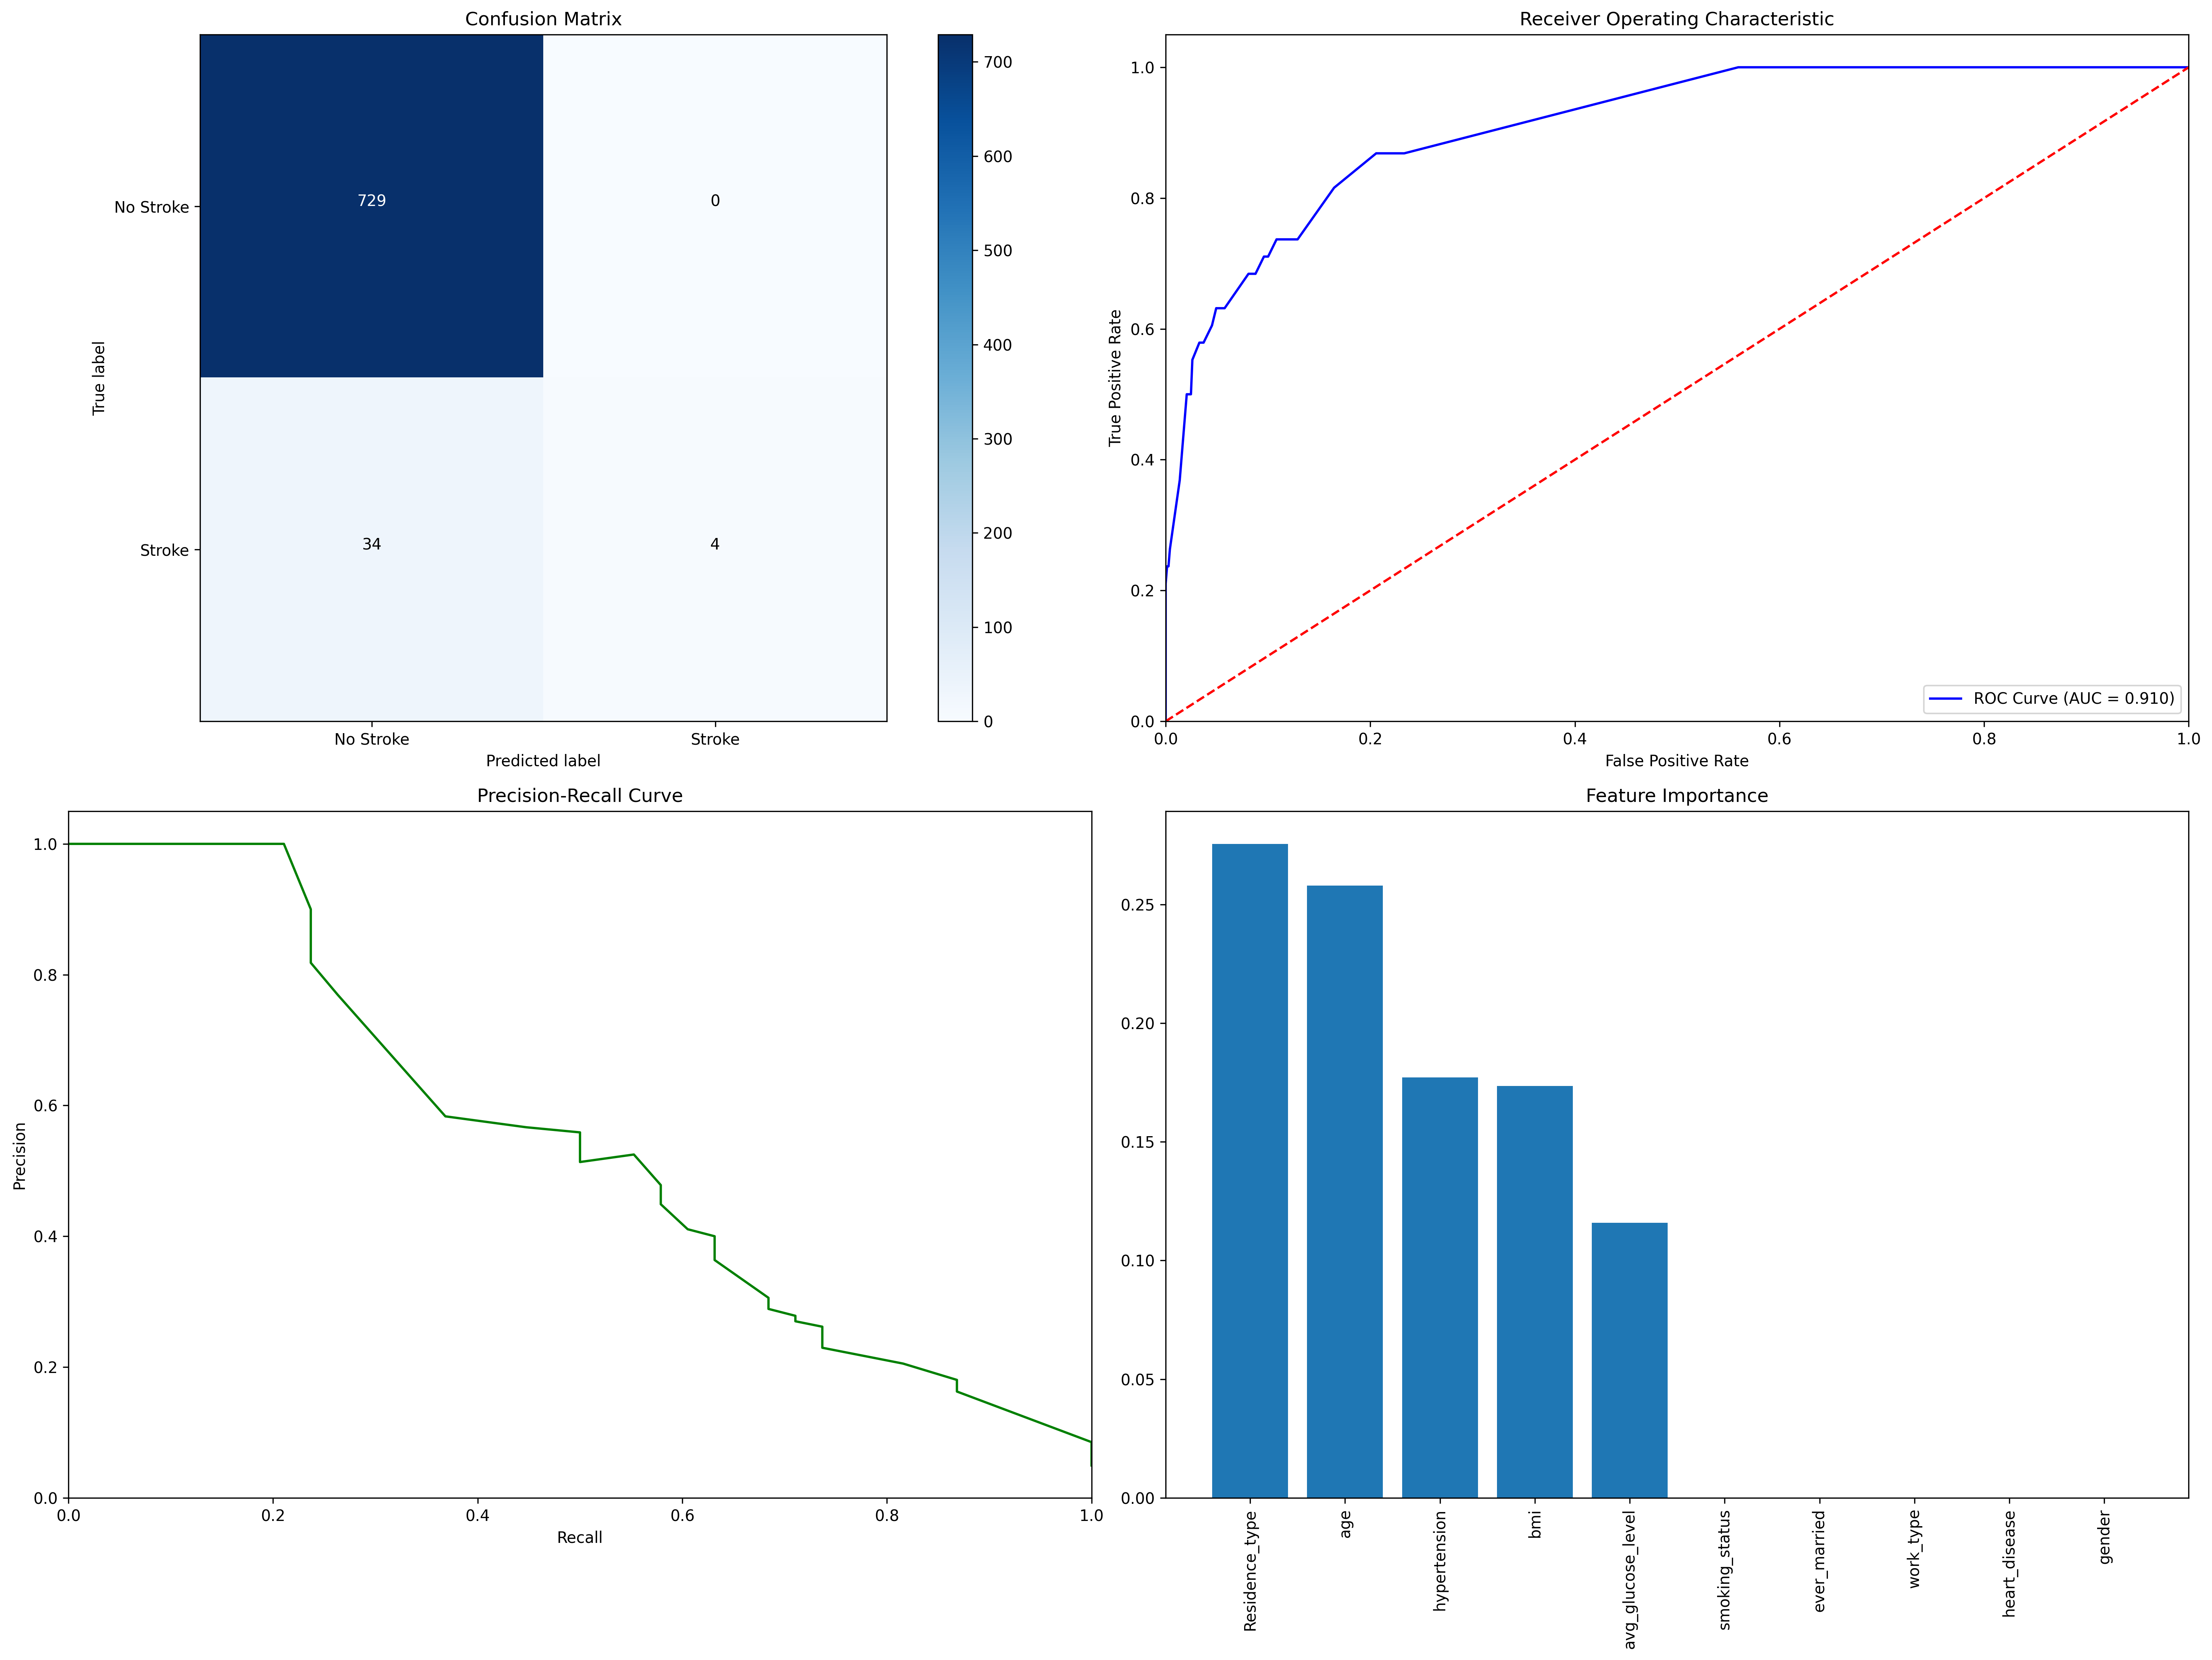 Confusion Matrix
700
600
500
400
300
200
100
0
No Stroke
Stroke
True label
729
0
34
4
No Stroke
Stroke
Predicted label
Receiver Operating Characteristic
1.0
0.8
0.6
0.4
0.2
0.0
True Positive Rate
ROC Curve (AUC = 0.910)
0.0
0.2
0.4
0.6
0.8
1.0
False Positive Rate
Precision-Recall Curve
1.0
0.8
0.6
0.4
0.2
0.0
Precision
0.0
0.2
0.4
0.6
0.8
1.0
Recall
Feature Importance
0.25
0.20
0.15
0.10
0.05
0.00
Residence_type
age
hypertension
bmi
avg_glucose_level
smoking_status
ever_married
work_type
heart_disease
gender